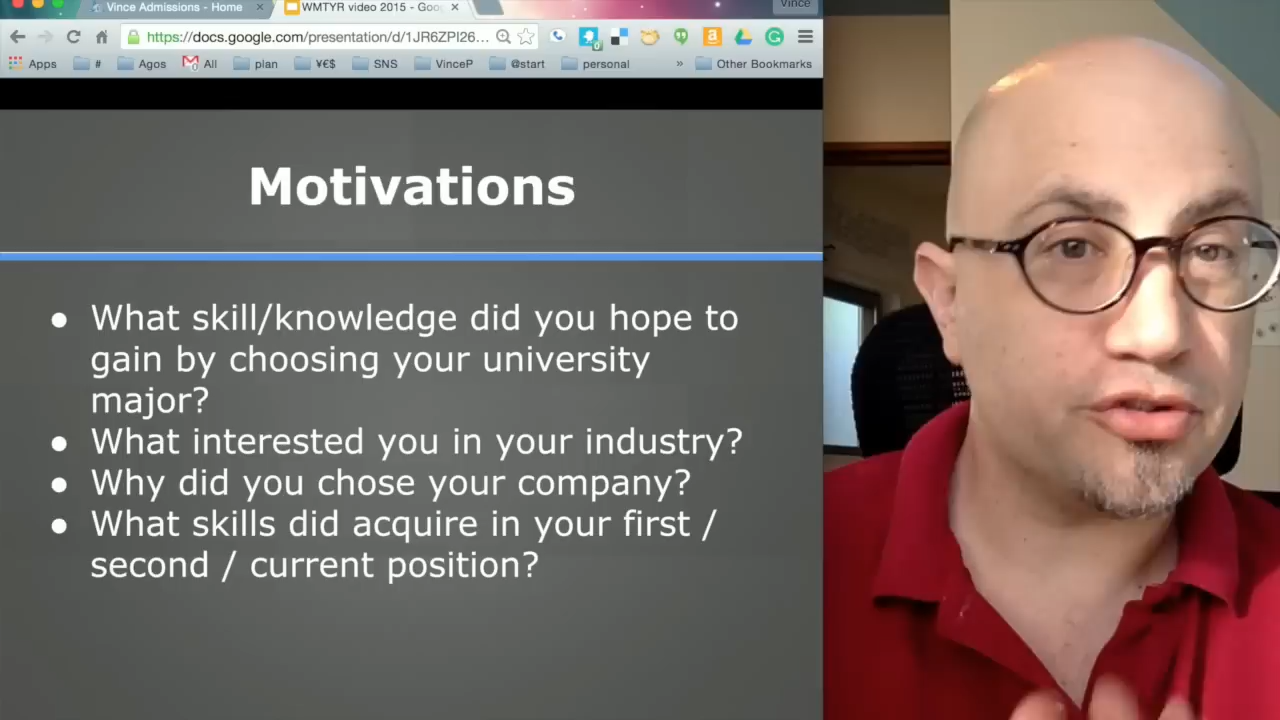 Vince Admissions - Home
WMTYR video 2015 - Goo
Vince
https://docs.google.com/presentation/d/1JR6ZPI26...
0
Apps
#
Agos
All
plan
¥€$
SNS
VinceP
@start
personal
»
Other Bookmarks
Motivations
● What skill/knowledge did you hope to
gain by choosing your university
major?
● What interested you in your industry?
● Why did you chose your company?
● What skills did acquire in your first /
second / current position?